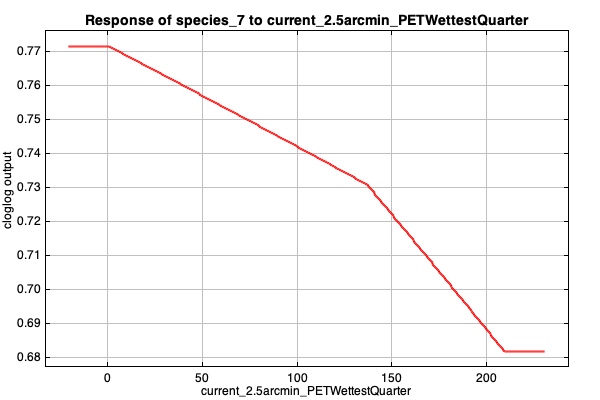 Response of species_7 to current_2.5arcmin_PETWettestQuarter
0.77
0.76
0.75
0.74
0.73
0.72
0.71
0.70
0.69
0.68
cloglog output
0 50 100 150 200
current_2.5arcmin_PETWettestQuarter